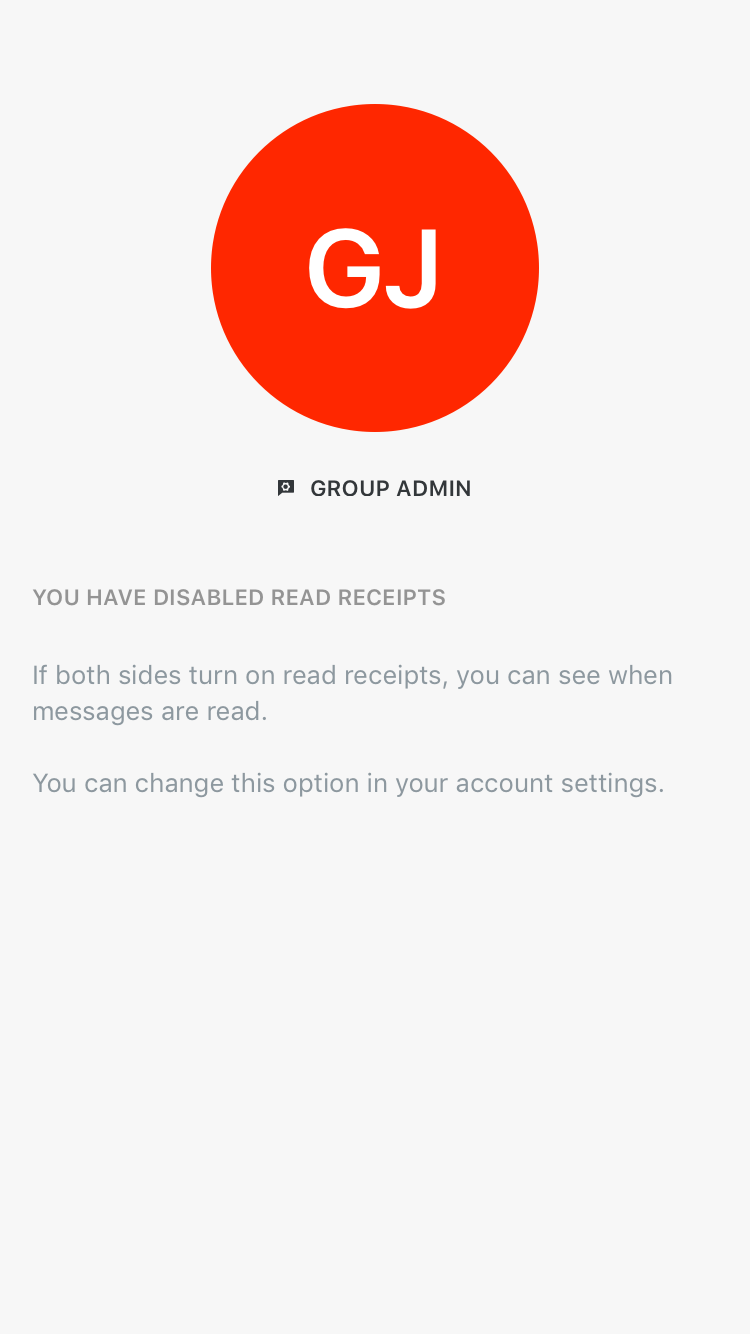 GJ
GROUP ADMIN
YOU HAVE DISABLED READ RECEIPTS
If both sides turn on read receipts, you can see when
messages are read.
You can change this option in your account settings.